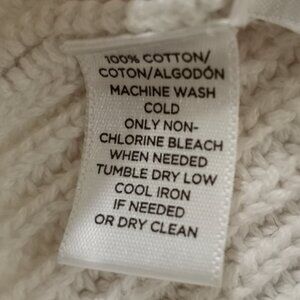 100% COTTON/
COTON/ALGODÓN
MACHINE WASH
COLD
ONLY NON-
CHLORINE BLEACH
WHEN NEEDED
TUMBLE DRY LOW
COOL IRON
IF NEEDED
OR DRY CLEAN